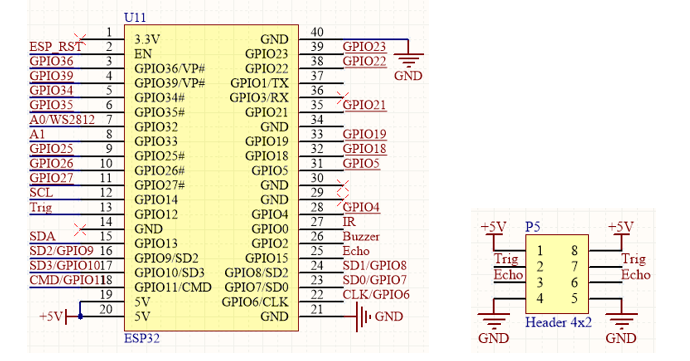 U11
1 3.3V GND 40
ESP_RST 2 EN GPIO23 39 GPIO23
GPIO36 3 GPIO36/VP# GPIO22 38 GPIO22
GPIO39 4 GPIO39/VP# GPIO1/TX 37
GPIO34 5 GPIO34# GPIO3/RX 36
GPIO35 6 GPIO35# GPIO21 35 GPIO21
A0/WS2812 7 GPIO32 GND 34
A1 8 GPIO33 GPIO19 33 GPIO19
GPIO25 9 GPIO25# GPIO18 32 GPIO18
GPIO26 10 GPIO26# GPIO5 31 GPIO5
GPIO27 11 GPIO27# GND 30
SCL 12 GPIO14 GND 29
Trig 13 GPIO12 GPIO4 28 GPIO4
14 GND GPIO0 27 IR
SDA 15 GPIO13 GPIO2 26 Buzzer
SD2/GPIO9 16 GPIO9/SD2 GPIO15 25 Echo
SD3/GPIO10 17 GPIO10/SD3 GPIO8/SD2 24 SD1/GPIO8
CMD/GPIO11 18 GPIO11/CMD GPIO7/SD0 23 SD0/GPIO7
19 5V GPIO6/CLK 22 CLK/GPIO6
+5V 20 5V GND 21 GND
ESP32
GND
P5
+5V +5V
1 8
Trig 2 7 Trig
Echo 3 6 Echo
4 5
Header 4x2
GND GND